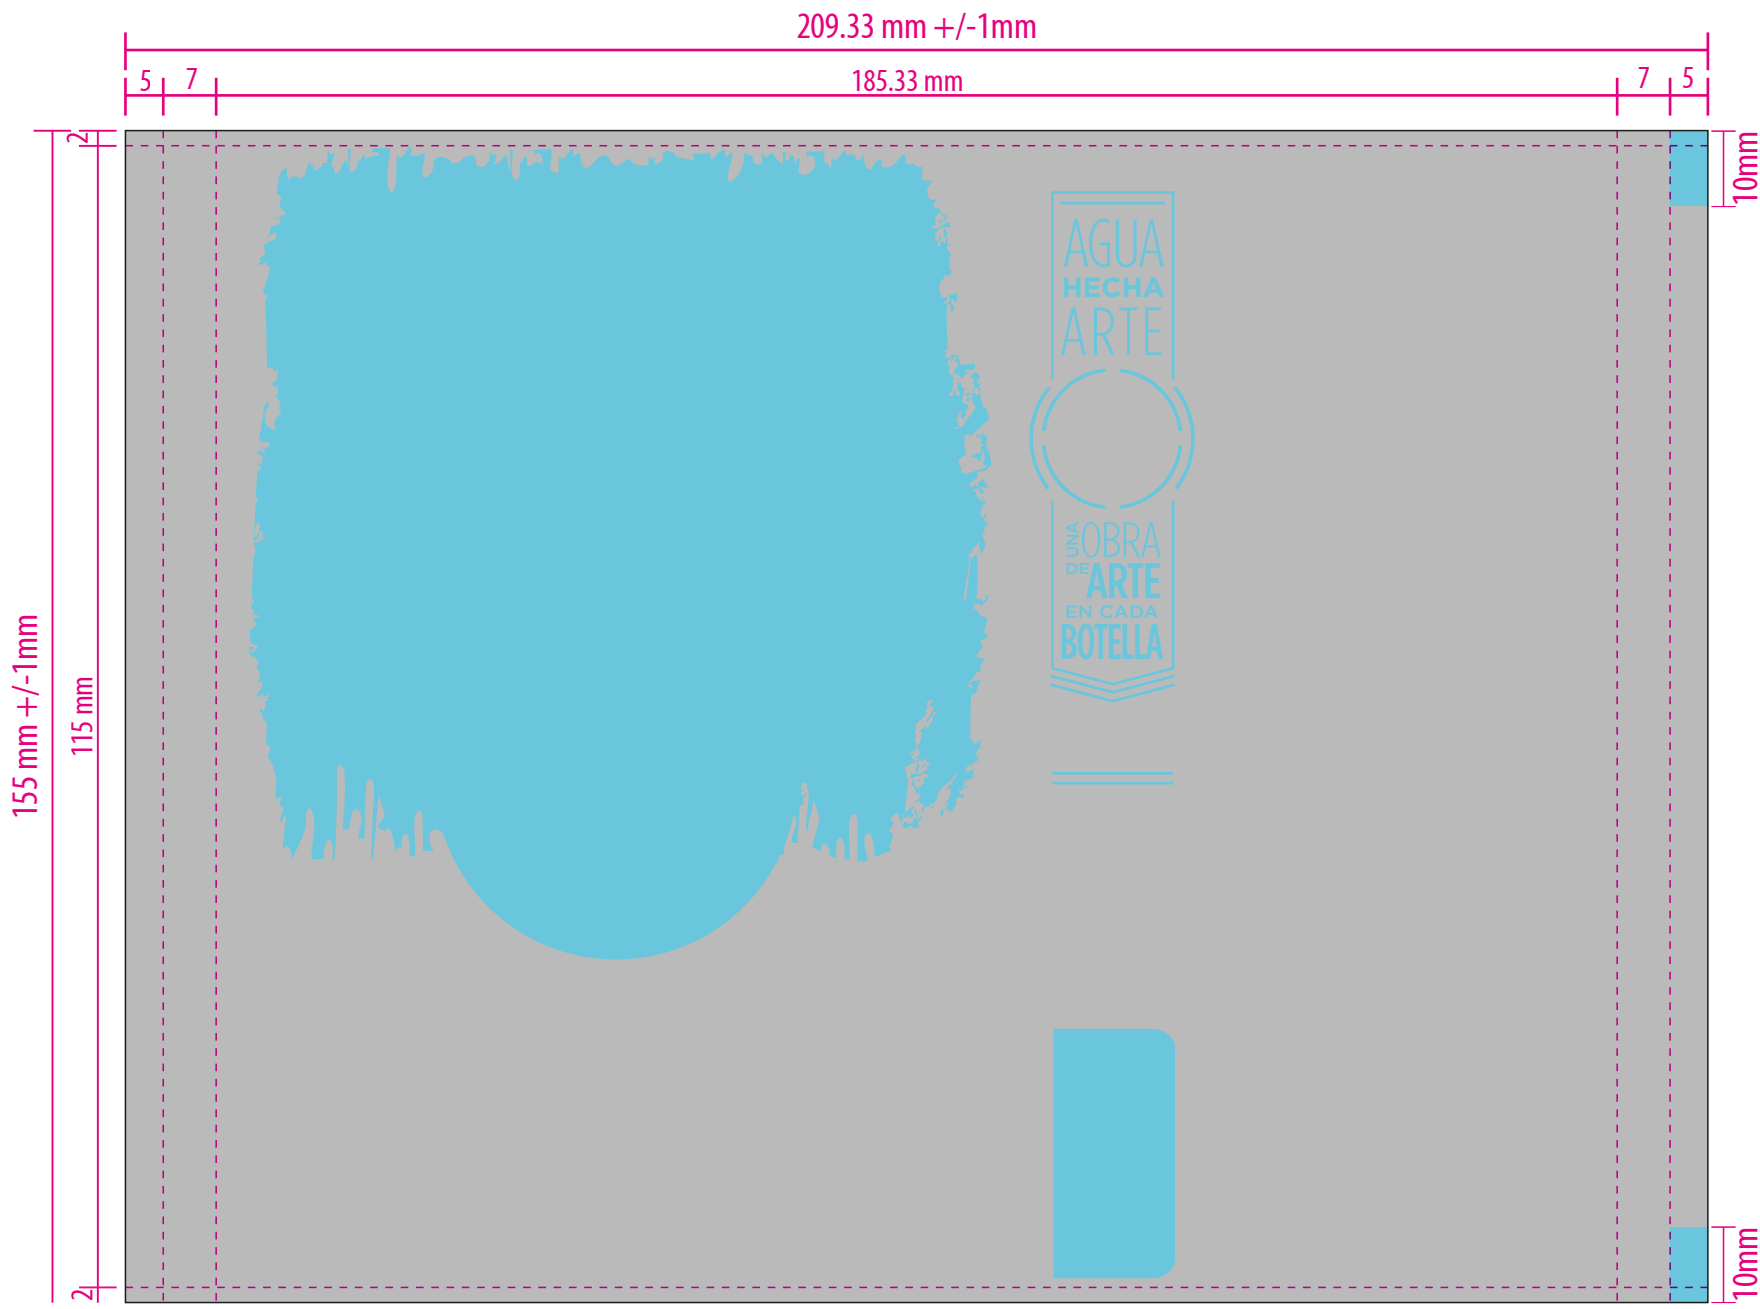 209.33 mm +/-1mm
5
7
185.33 mm
7
5
2
10mm
155 mm +/-1mm
115 mm
AGUA
HECHA
ARTE
UNA OBRA
DE ARTE
EN CADA
BOTELLA
2
10mm